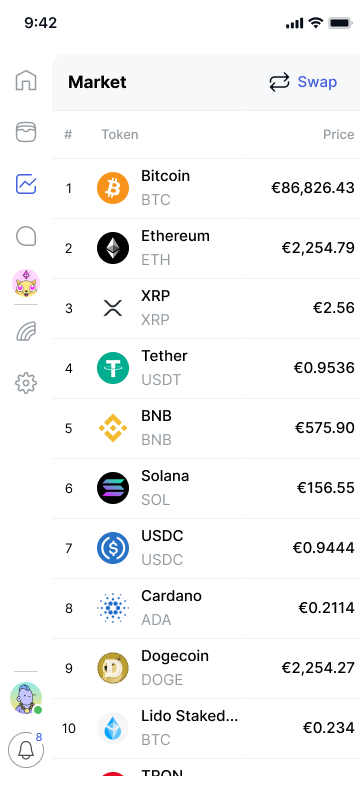 9:42
Market
Swap
# Token Price
1 Bitcoin €86,826.43
BTC
2 Ethereum €2,254.79
ETH
3 XRP €2.56
XRP
4 Tether €0.9536
USDT
5 BNB €575.90
BNB
6 Solana €156.55
SOL
7 USDC €0.9444
USDC
8 Cardano €0.2114
ADA
9 Dogecoin €2,254.27
DOGE
10 Lido Staked... €0.234
BTC
8
TRON